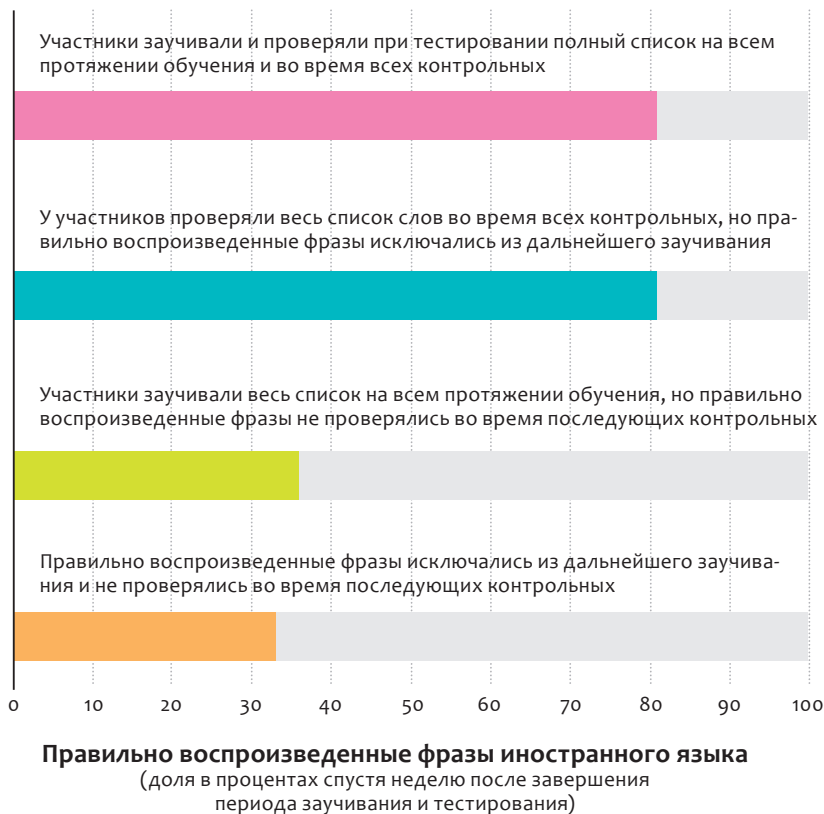 Участники заучивали и проверяли при тестировании полный список на всем
протяжении обучения и во время всех контрольных
У участников проверяли весь список слов во время всех контрольных, но пра-
вильно воспроизведенные фразы исключались из дальнейшего заучивания
Участники заучивали весь список на всем протяжении обучения, но правильно
воспроизведенные фразы не проверялись во время последующих контрольных
Правильно воспроизведенные фразы исключались из дальнейшего заучива-
ния и не проверялись во время последующих контрольных
0 10 20 30 40 50 60 70 80 90 100
Правильно воспроизведенные фразы иностранного языка
(доля в процентах спустя неделю после завершения
периода заучивания и тестирования)